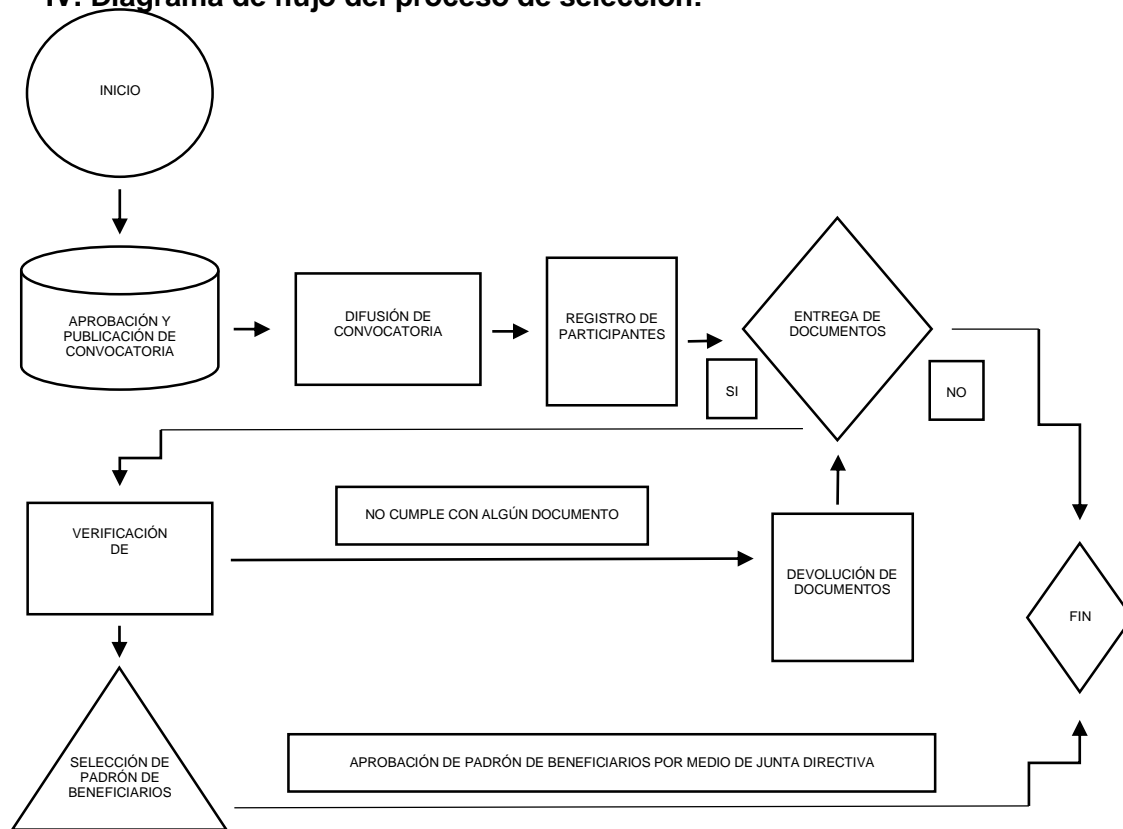 IV. Diagrama de flujo del proceso de selección.
INICIO
APROBACIÓN Y
PUBLICACIÓN DE
CONVOCATORIA
DIFUSIÓN DE
CONVOCATORIA
REGISTRO DE
PARTICIPANTES
ENTREGA DE
DOCUMENTOS
SI
NO
VERIFICACIÓN
DE
NO CUMPLE CON ALGÚN DOCUMENTO
DEVOLUCIÓN DE
DOCUMENTOS
FIN
SELECCIÓN DE
PADRÓN DE
BENEFICIARIOS
APROBACIÓN DE PADRÓN DE BENEFICIARIOS POR MEDIO DE JUNTA DIRECTIVA